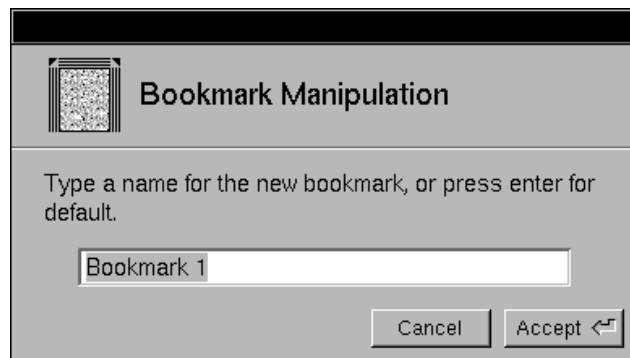 Bookmark Manipulation
Type a name for the new bookmark, or press enter for
default.
Bookmark 1
Cancel Accept